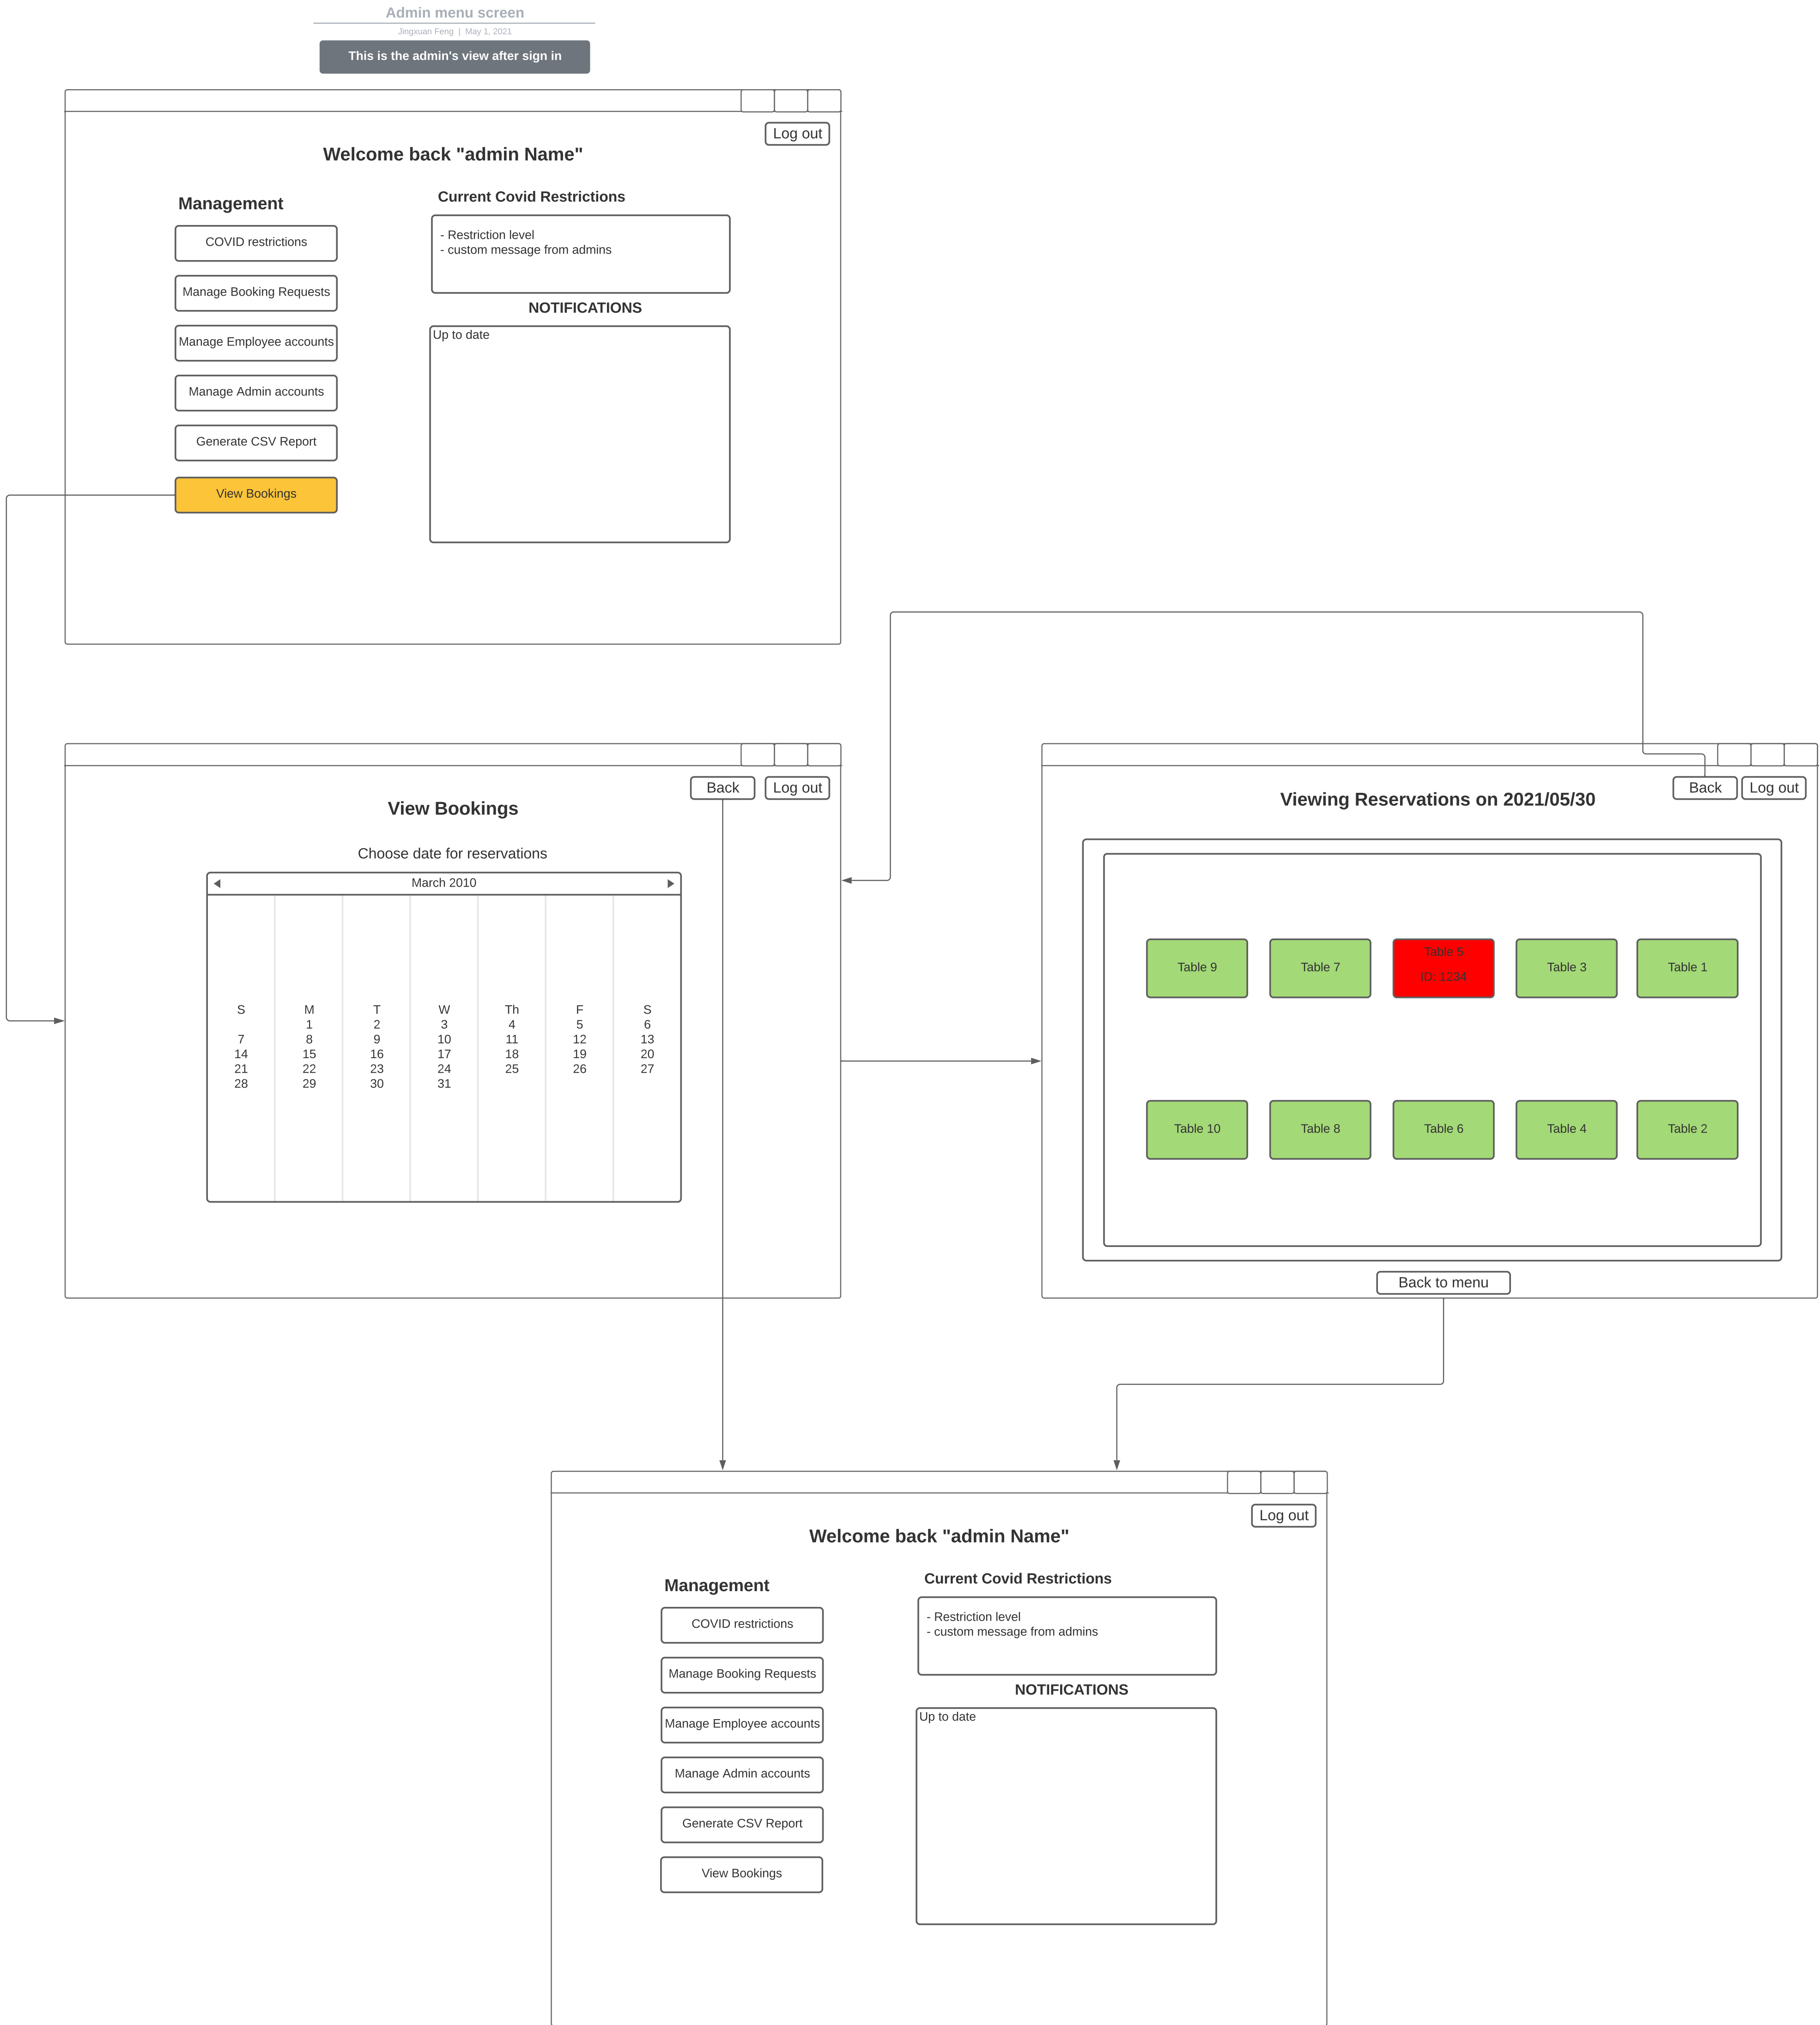 Admin menu screen
Jingxuan Feng | May 1, 2021
This is the admin's view after sign in
Log out
Welcome back "admin Name"
Management
COVID restrictions
Manage Booking Requests
Manage Employee accounts
Manage Admin accounts
Generate CSV Report
View Bookings
Current Covid Restrictions
- Restriction level
- custom message from admins
NOTIFICATIONS
Up to date
Back
Log out
View Bookings
Choose date for reservations
March 2010
S M T W Th F S
1 2 3 4 5 6
7 8 9 10 11 12 13
14 15 16 17 18 19 20
21 22 23 24 25 26 27
28 29 30 31
Back
Log out
Viewing Reservations on 2021/05/30
Table 9
Table 7
Table 5
ID: 1234
Table 3
Table 1
Table 10
Table 8
Table 6
Table 4
Table 2
Back to menu
Log out
Welcome back "admin Name"
Management
COVID restrictions
Manage Booking Requests
Manage Employee accounts
Manage Admin accounts
Generate CSV Report
View Bookings
Current Covid Restrictions
- Restriction level
- custom message from admins
NOTIFICATIONS
Up to date